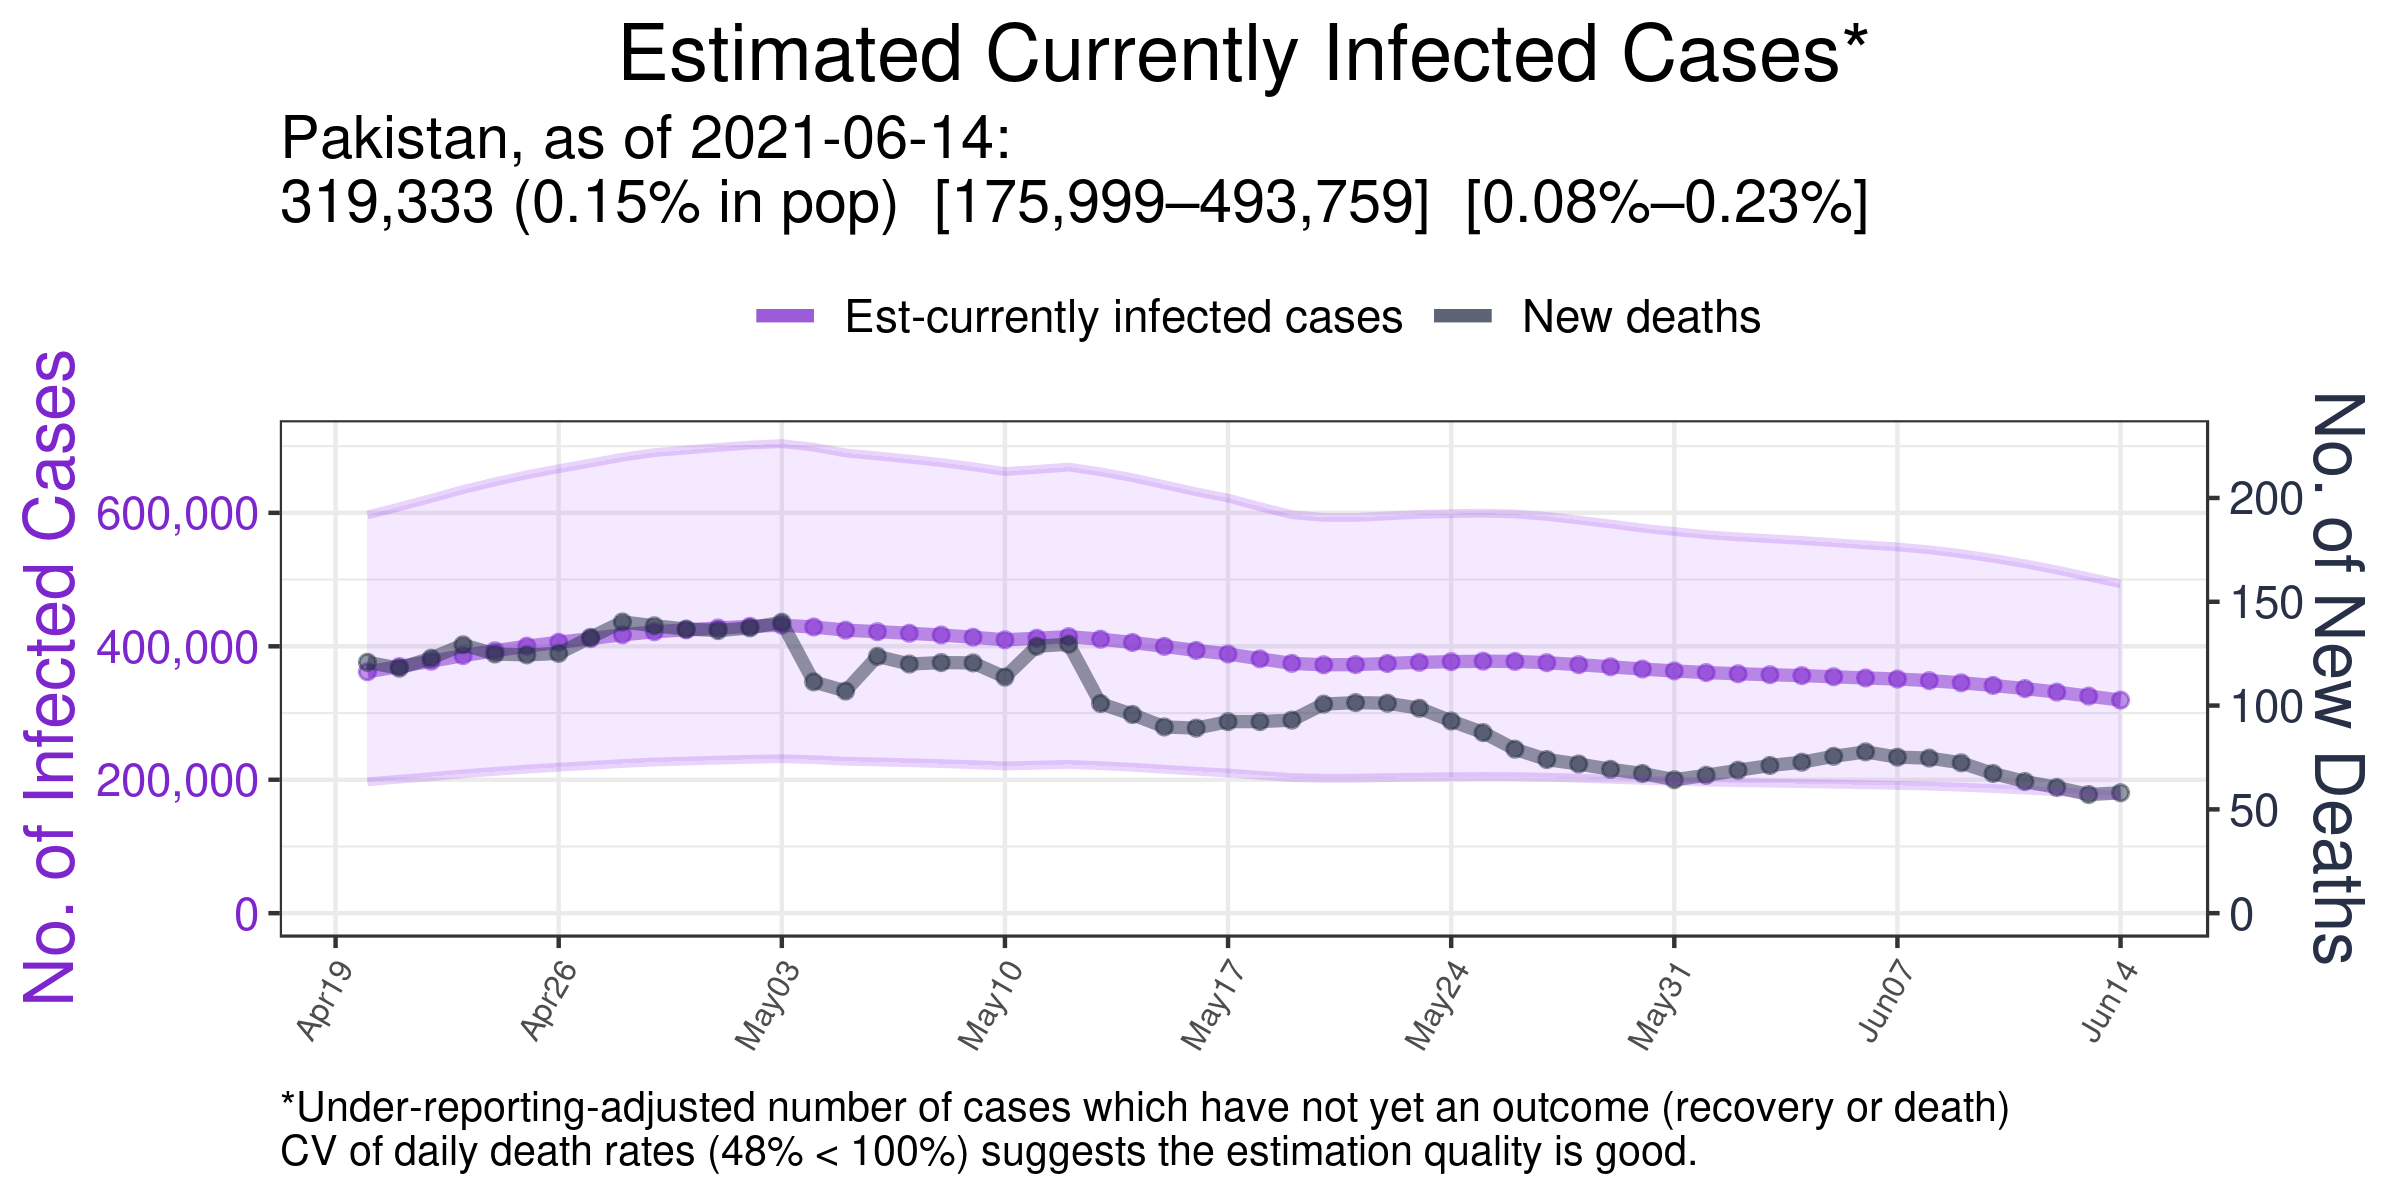 Estimated Currently Infected Cases*
Pakistan, as of 2021-06-14:
319,333 (0.15% in pop) [175,999–493,759] [0.08%–0.23%]
Est-currently infected cases
New deaths
No. of Infected Cases
600,000
400,000
200,000
0
No. of New Deaths
200
150
100
50
0
Apr19
Apr26
May03
May10
May17
May24
May31
Jun07
Jun14
*Under-reporting-adjusted number of cases which have not yet an outcome (recovery or death)
CV of daily death rates (48% < 100%) suggests the estimation quality is good.